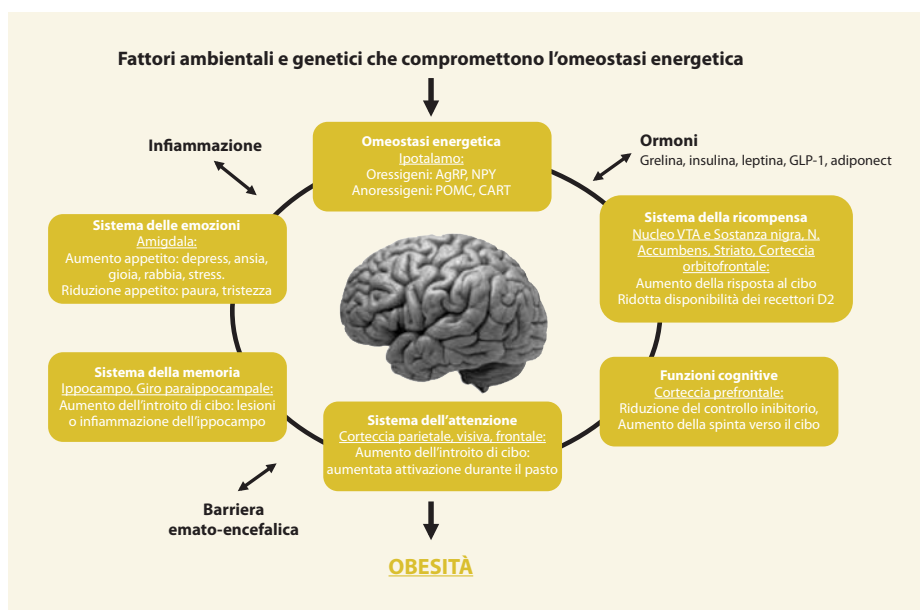 Fattori ambientali e genetici che compromettono l'omeostasi energetica
Infiammazione
Omeostasi energetica
Ipotalamo:
Oressigeni: AgRP, NPY
Anoressigeni: POMC, CART
Ormoni
Grelina, insulina, leptina, GLP-1, adiponect
Sistema delle emozioni
Amigdala:
Aumento appetito: depress, ansia,
gioia, rabbia, stress.
Riduzione appetito: paura, tristezza
Sistema della ricompensa
Nucleo VTA e Sostanza nigra, N.
Accumbens, Striato, Corteccia
orbitofrontale:
Aumento della risposta al cibo
Ridotta disponibilità dei recettori D2
Sistema della memoria
Ippocampo, Giro paraippocampale:
Aumento dell'introito di cibo: lesioni
o infiammazione dell'ippocampo
Funzioni cognitive
Corteccia prefrontale:
Riduzione del controllo inibitorio,
Aumento della spinta verso il cibo
Sistema dell'attenzione
Corteccia parietale, visiva, frontale:
Aumento dell'introito di cibo:
aumentata attivazione durante il pasto
Barriera
emato-encefalica
OBESITÀ